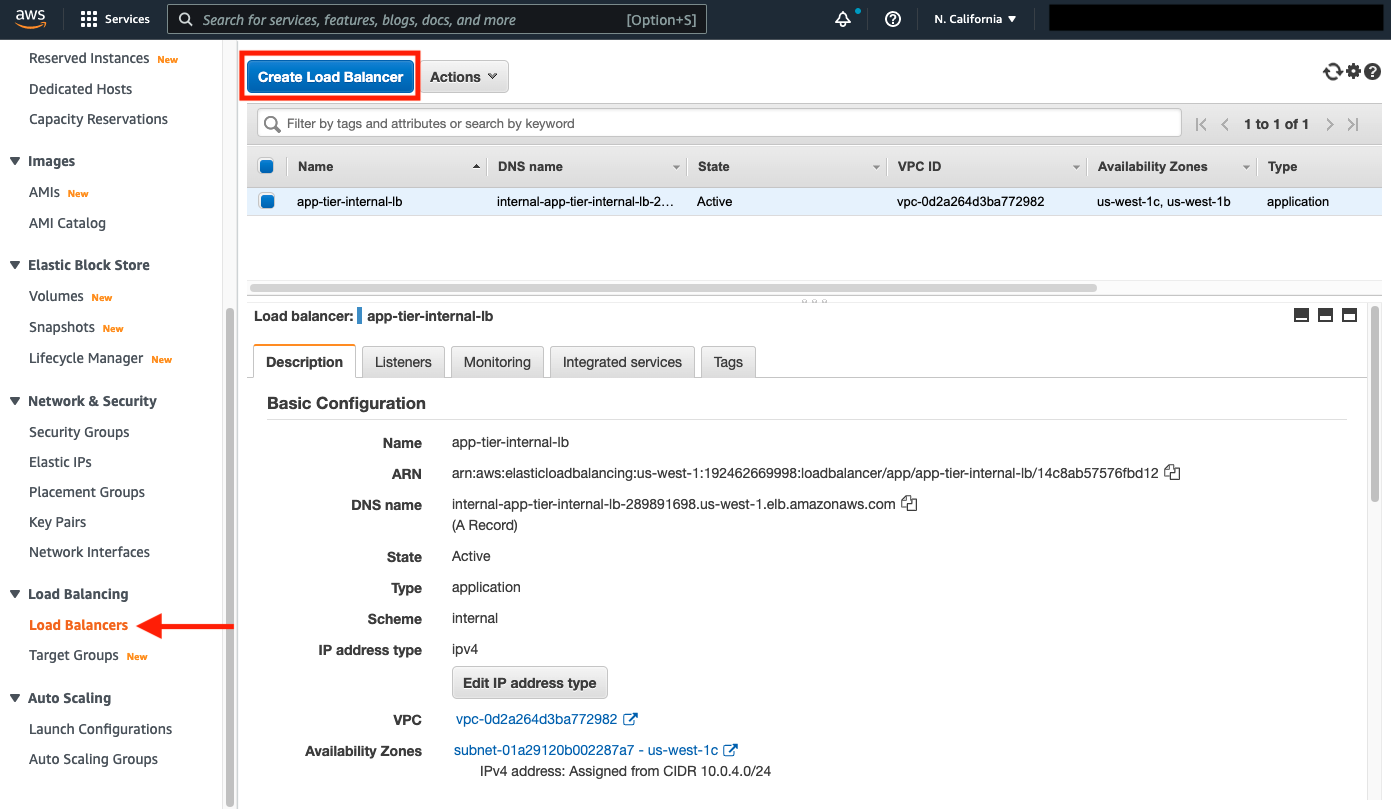 aws Services Search for services, features, blogs, docs, and more [Option+S] N. California
Reserved Instances New
Dedicated Hosts
Capacity Reservations
Images
AMIs New
AMI Catalog
Elastic Block Store
Volumes New
Snapshots New
Lifecycle Manager New
Network & Security
Security Groups
Elastic IPs
Placement Groups
Key Pairs
Network Interfaces
Load Balancing
Load Balancers
Target Groups New
Auto Scaling
Launch Configurations
Auto Scaling Groups
Create Load Balancer Actions
Filter by tags and attributes or search by keyword 1 to 1 of 1
Name DNS name State VPC ID Availability Zones Type
app-tier-internal-lb internal-app-tier-internal-lb-2... Active vpc-0d2a264d3ba772982 us-west-1c, us-west-1b application
Load balancer: app-tier-internal-lb
Description Listeners Monitoring Integrated services Tags
Basic Configuration
Name app-tier-internal-lb
ARN arn:aws:elasticloadbalancing:us-west-1:192462669998:loadbalancer/app/app-tier-internal-lb/14c8ab57576fbd12
DNS name internal-app-tier-internal-lb-289891698.us-west-1.elb.amazonaws.com
(A Record)
State Active
Type application
Scheme internal
IP address type ipv4
Edit IP address type
VPC vpc-0d2a264d3ba772982
Availability Zones subnet-01a29120b002287a7 - us-west-1c
IPv4 address: Assigned from CIDR 10.0.4.0/24